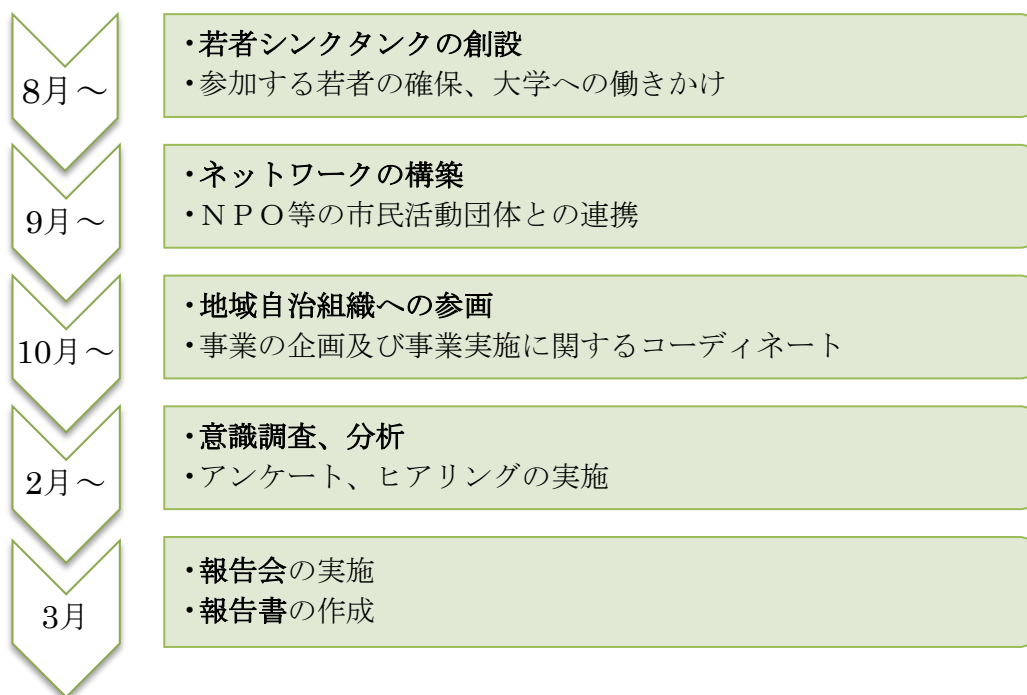 8月～
・若者シンクタンクの創設
・参加する若者の確保、大学への働きかけ
9月～
・ネットワークの構築
・ＮＰＯ等の市民活動団体との連携
10月～
・地域自治組織への参画
・事業の企画及び事業実施に関するコーディネート
2月～
・意識調査、分析
・アンケート、ヒアリングの実施
3月
・報告会の実施
・報告書の作成